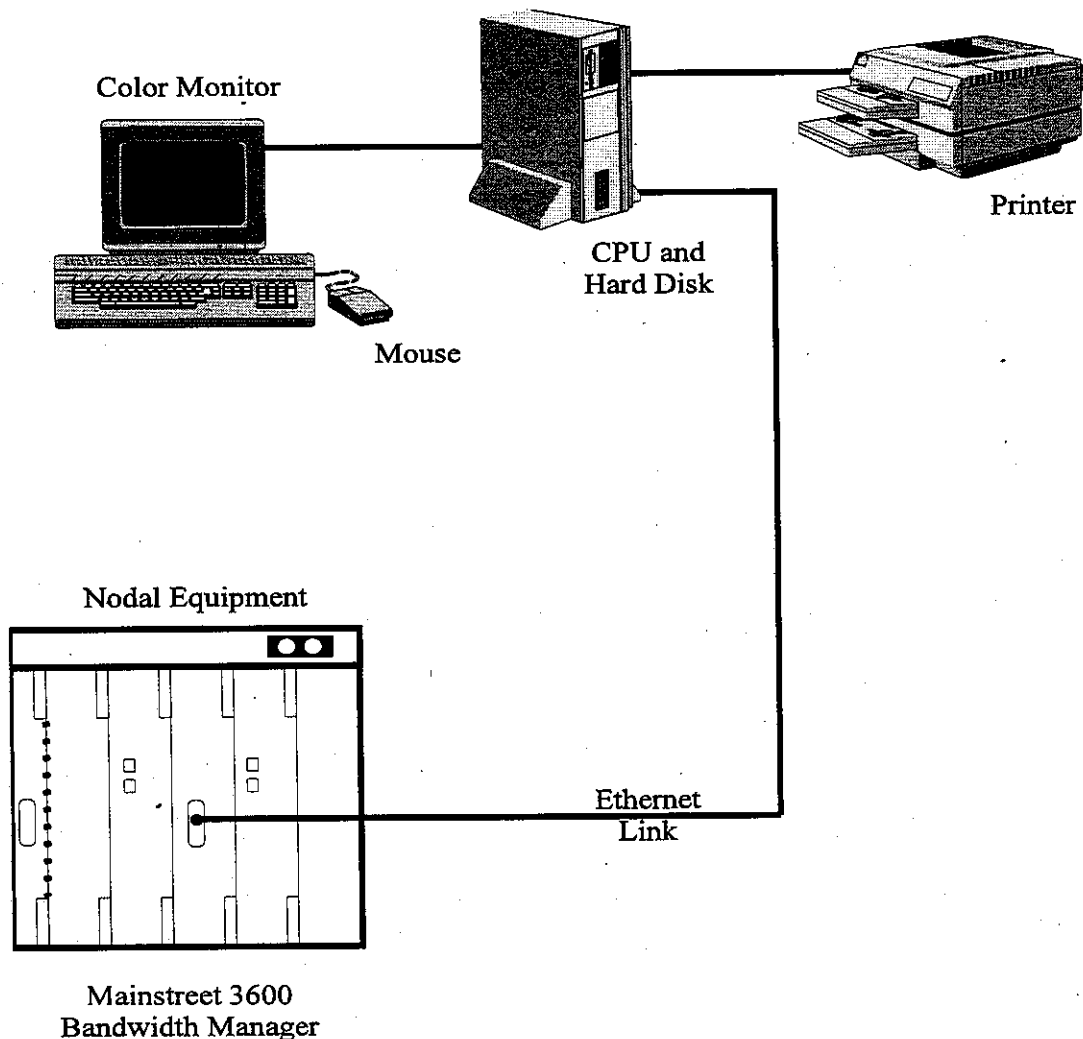 Color Monitor
Printer
CPU and
Hard Disk
Mouse
Nodal Equipment
Ethernet
Link
Mainstreet 3600
Bandwidth Manager